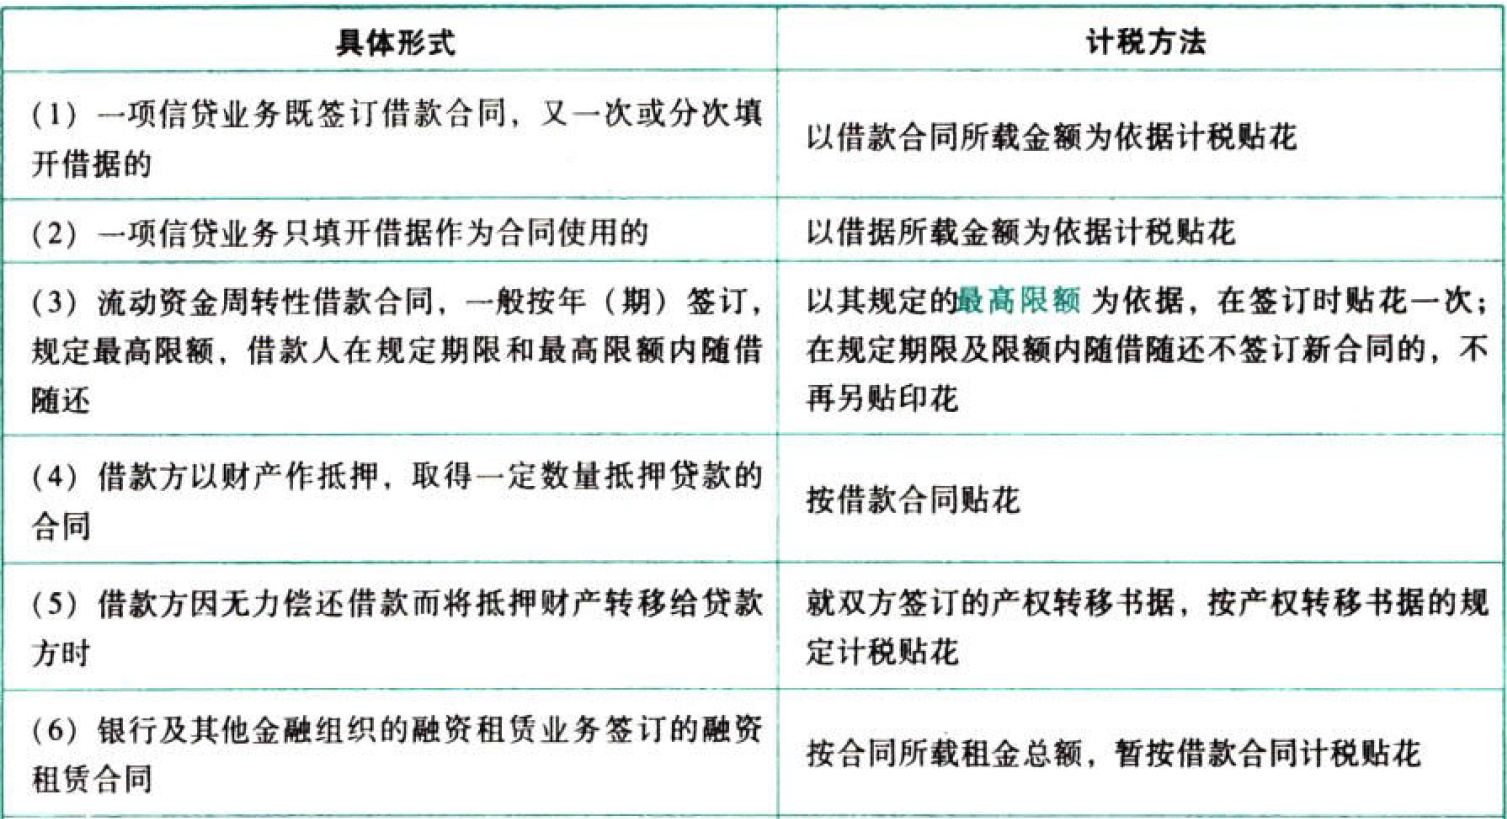 具体形式
计税方法
(1) 一项信贷业务既签订借款合同，又一次或分次填
开借据的
以借款合同所载金额为依据计税贴花
(2) 一项信贷业务只填开借据作为合同使用的
以借据所载金额为依据计税贴花
(3) 流动资金周转性借款合同，一般按年（期）签订，
规定最高限额，借款人在规定期限和最高限额内随借
随还
以其规定的最高限额为依据，在签订时贴花一次；
在规定期限及限额内随借随还不签订新合同的，不
再另贴印花
(4) 借款方以财产作抵押，取得一定数量抵押贷款的
合同
按借款合同贴花
(5) 借款方因无力偿还借款而将抵押财产转移给贷款
方时
就双方签订的产权转移书据，按产权转移书据的规
定计税贴花
(6) 银行及其他金融组织的融资租赁业务签订的融资
租赁合同
按合同所载租金总额，暂按借款合同计税贴花